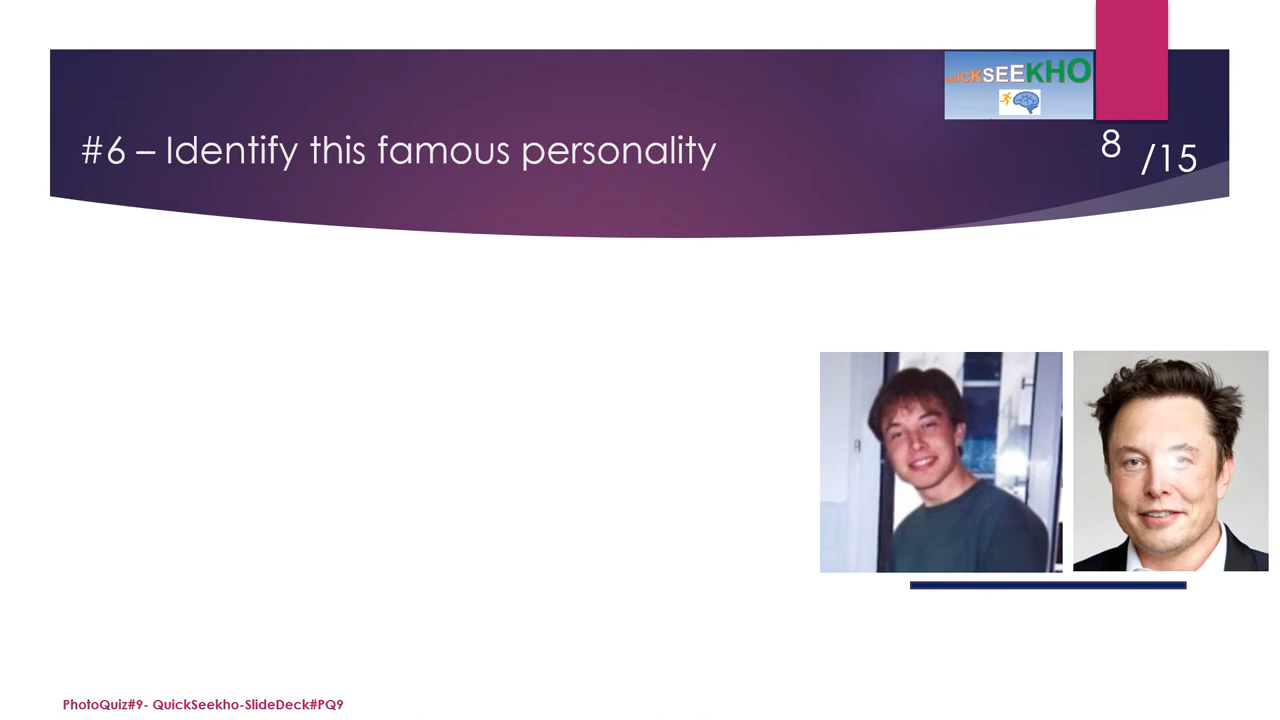 QUICKSEEKHO
#6 – Identify this famous personality
8 /15
PhotoQuiz#9- QuickSeekho-SlideDeck#PQ9